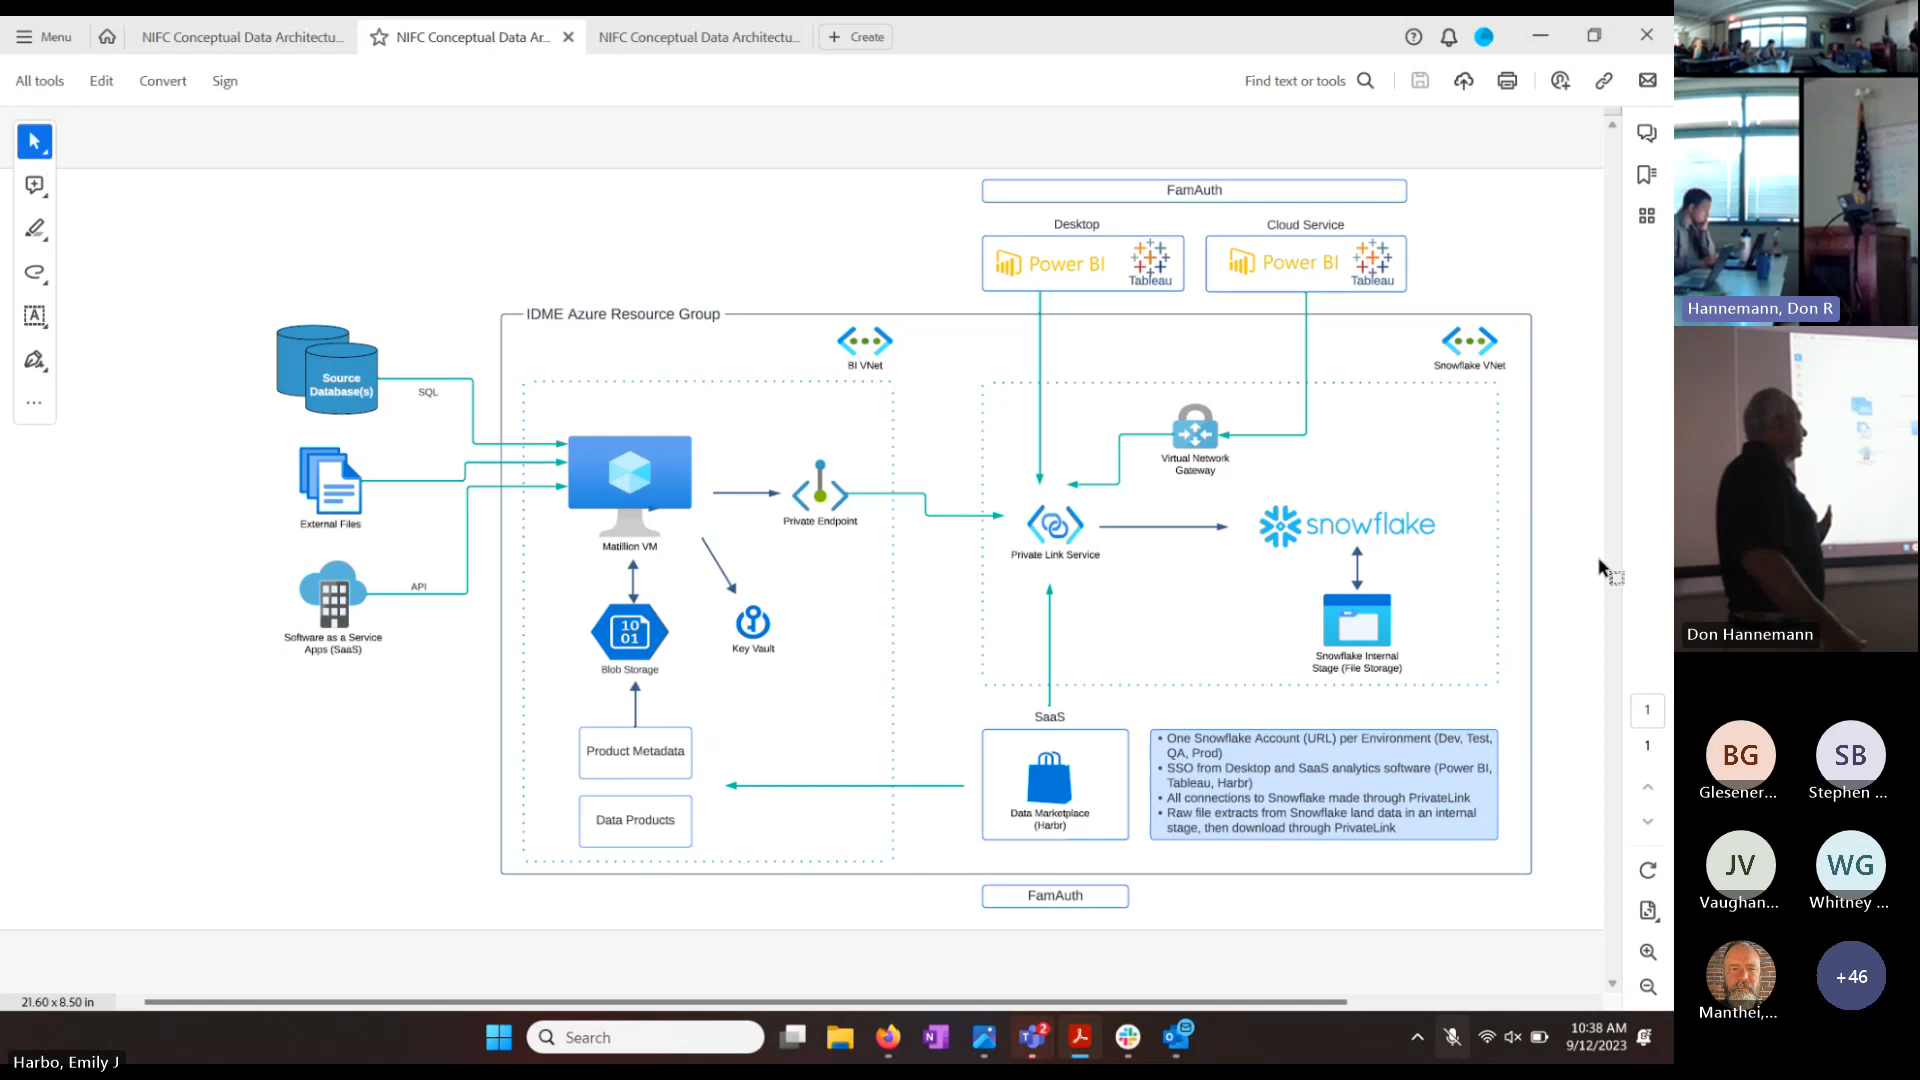 Menu
NIFC Conceptual Data Architectu...
NIFC Conceptual Data Ar...
NIFC Conceptual Data Architectu...
Create
All tools
Edit
Convert
Sign
Find text or tools
FamAuth
Desktop
Cloud Service
Power BI
Tableau
Power BI
Tableau
IDME Azure Resource Group
BI VNet
Snowflake VNet
Source
Database(s)
SQL
External Files
API
Software as a Service
Apps (SaaS)
Matillion VM
Private Endpoint
10
01
Blob Storage
Key Vault
Product Metadata
Data Products
Virtual Network
Gateway
Private Link Service
snowflake
Snowflake Internal
Stage (File Storage)
SaaS
Data Marketplace
(Harbr)
• One Snowflake Account (URL) per Environment (Dev, Test,
QA, Prod)
• SSO from Desktop and SaaS analytics software (Power BI,
Tableau, Harbr)
• All connections to Snowflake made through PrivateLink
• Raw file extracts from Snowflake land data in an internal
stage, then download through PrivateLink
FamAuth
1
1
21.60 x 8.50 in
Search
2
10:38 AM
9/12/2023
Harbo, Emily J
Hannemann, Don R
Don Hannemann
BG
Glesener...
SB
Stephen ...
JV
Vaughan...
WG
Whitney ...
Manthei,...
+46